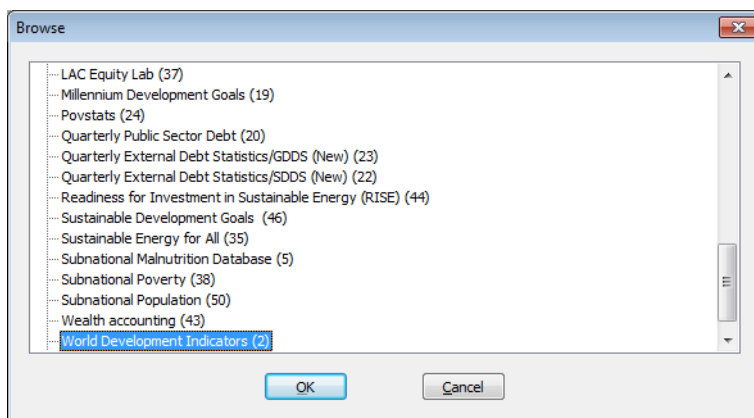 Browse
LAC Equity Lab (37)
Millennium Development Goals (19)
Povstats (24)
Quarterly Public Sector Debt (20)
Quarterly External Debt Statistics/GDDS (New) (23)
Quarterly External Debt Statistics/SDDS (New) (22)
Readiness for Investment in Sustainable Energy (RISE) (44)
Sustainable Development Goals  (46)
Sustainable Energy for All (35)
Subnational Malnutrition Database (5)
Subnational Poverty (38)
Subnational Population (50)
Wealth accounting (43)
World Development Indicators (2)
OK Cancel